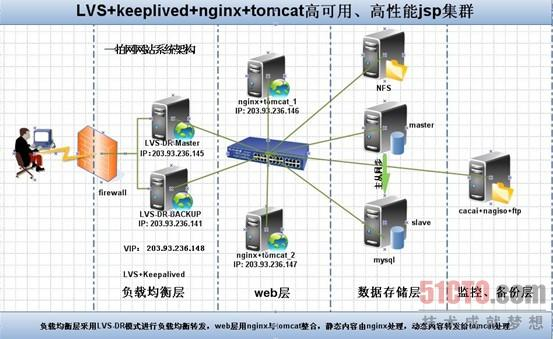 LVS+keeplived+nginx+tomcat高可用、高性能jsp集群
一拍网网站系统架构
nginx+tomcat_1
IP: 203.93.236.146
NFS
LVS-DR-Master
IP: 203.93.236.145
master
firewall
主从同步
LVS-DR-BACKUP
IP: 203.93.236.141
cacai+nagiso+ftp
slave
mysql
VIP: 203.93.236.148
nginx+tomcat_2
IP: 203.93.236.147
LVS+Keepalived
负载均衡层
web层
数据存储层
监控、备份层
51CTO.com
技术成就梦想
负载均衡层采用LVS-DR模式进行负载均衡转发，web层用nginx与tomcat整合，静态内容由nginx处理，动态内容转发给tomcat处理